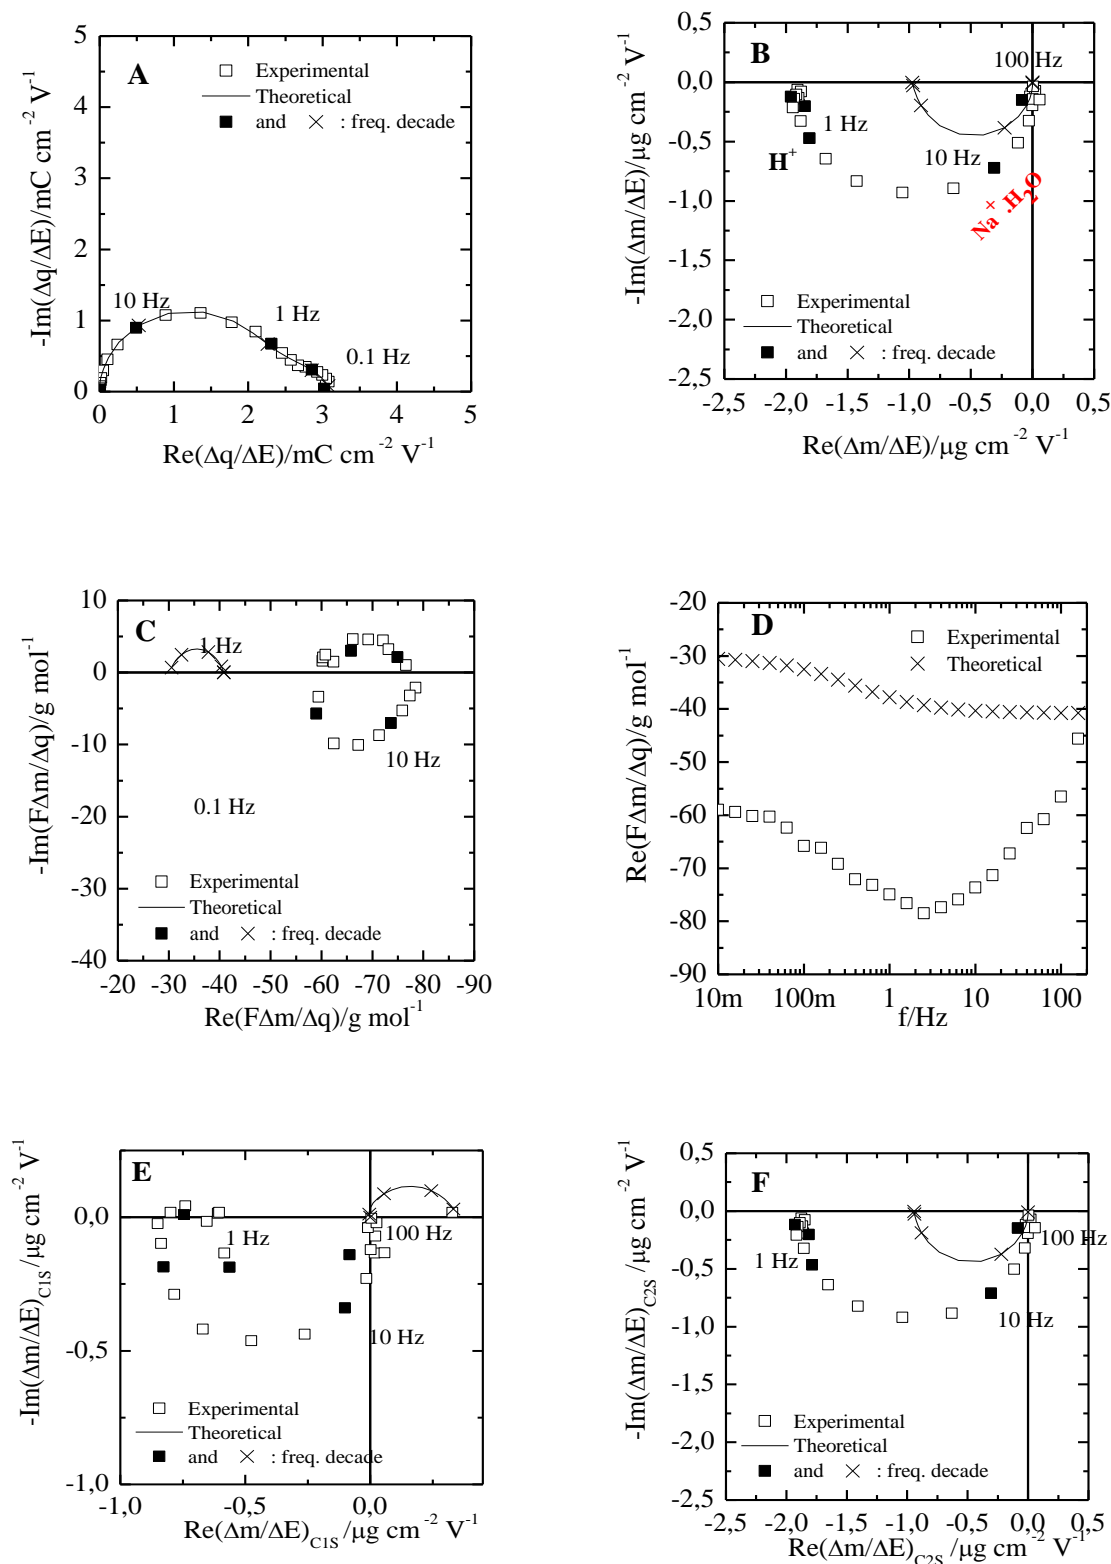 A
Experimental
Theoretical
and × : freq. decade
10 Hz
1 Hz
0.1 Hz
5
4
3
2
1
0
0 1 2 3 4 5
-Im(Δq/ΔE)/mC cm-2 V-1
Re(Δq/ΔE)/mC cm-2 V-1
B
100 Hz
1 Hz
H+
10 Hz
Na+.H2O
Experimental
Theoretical
and × : freq. decade
-0,5
0,0
-0,5
-1,0
-1,5
-2,0
-2,5
-2,5 -2,0 -1,5 -1,0 -0,5 0,0 0,5
-Im(Δm/ΔE)/μg cm-2 V-1
Re(Δm/ΔE)/μg cm-2 V-1
C
1 Hz
10 Hz
0.1 Hz
Experimental
Theoretical
and × : freq. decade
10
0
-10
-20
-30
-40
-20 -30 -40 -50 -60 -70 -80 -90
-Im(FΔm/Δq)/g mol-1
Re(FΔm/Δq)/g mol-1
D
Experimental
Theoretical
-20
-30
-40
-50
-60
-70
-80
-90
10m 100m 1 10 100
Re(FΔm/Δq)/g mol-1
f/Hz
E
1 Hz
100 Hz
10 Hz
Experimental
Theoretical
and × : freq. decade
0,0
-0,5
-1,0
-1,0 -0,5 0,0
-Im(Δm/ΔE)C1S /μg cm-2 V-1
Re(Δm/ΔE)C1S /μg cm-2 V-1
F
1 Hz
100 Hz
10 Hz
Experimental
Theoretical
and × : freq. decade
0,5
0,0
-0,5
-1,0
-1,5
-2,0
-2,5
-2,5 -2,0 -1,5 -1,0 -0,5 0,0 0,5
-Im(Δm/ΔE)C2S /μg cm-2 V-1
Re(Δm/ΔE)C2S /μg cm-2 V-1